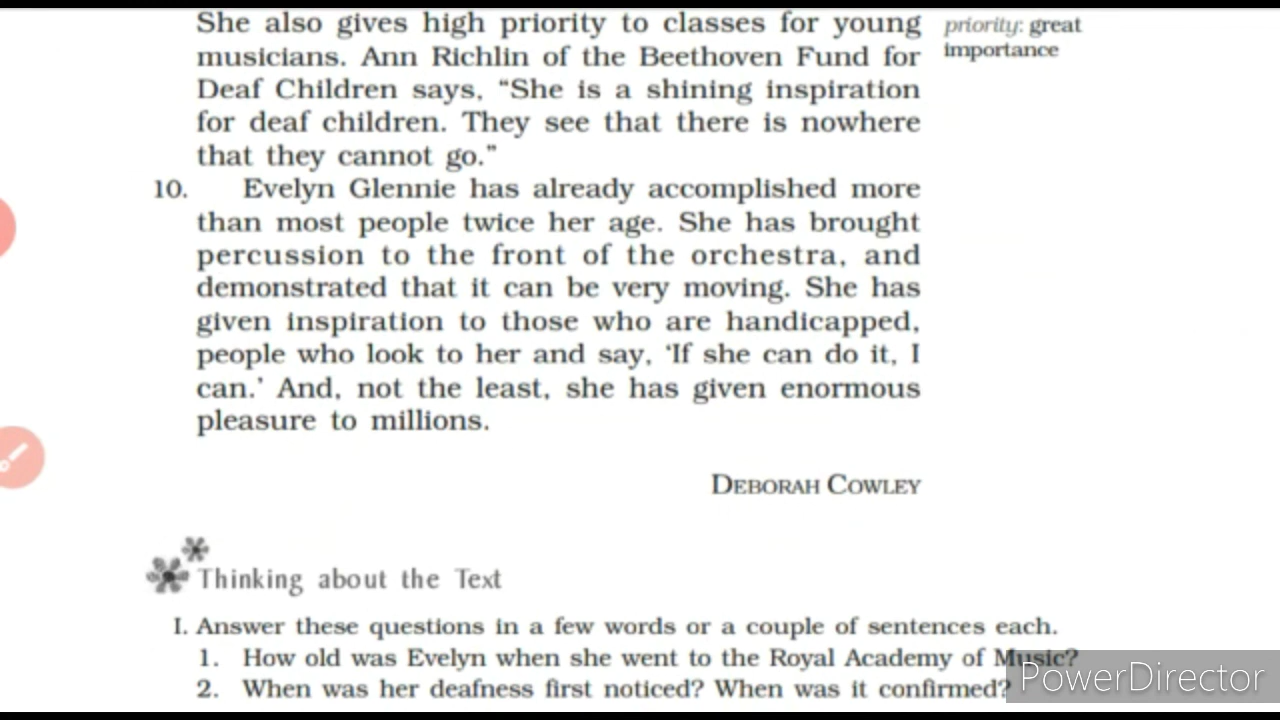 She also gives high priority to classes for young
musicians. Ann Richlin of the Beethoven Fund for
Deaf Children says, “She is a shining inspiration
for deaf children. They see that there is nowhere
that they cannot go.”
priority: great
importance
10. Evelyn Glennie has already accomplished more
than most people twice her age. She has brought
percussion to the front of the orchestra, and
demonstrated that it can be very moving. She has
given inspiration to those who are handicapped,
people who look to her and say, ‘If she can do it, I
can.’ And, not the least, she has given enormous
pleasure to millions.
DEBORAH COWLEY
Thinking about the Text
I. Answer these questions in a few words or a couple of sentences each.
1. How old was Evelyn when she went to the Royal Academy of Music?
2. When was her deafness first noticed? When was it confirmed?
PowerDirector